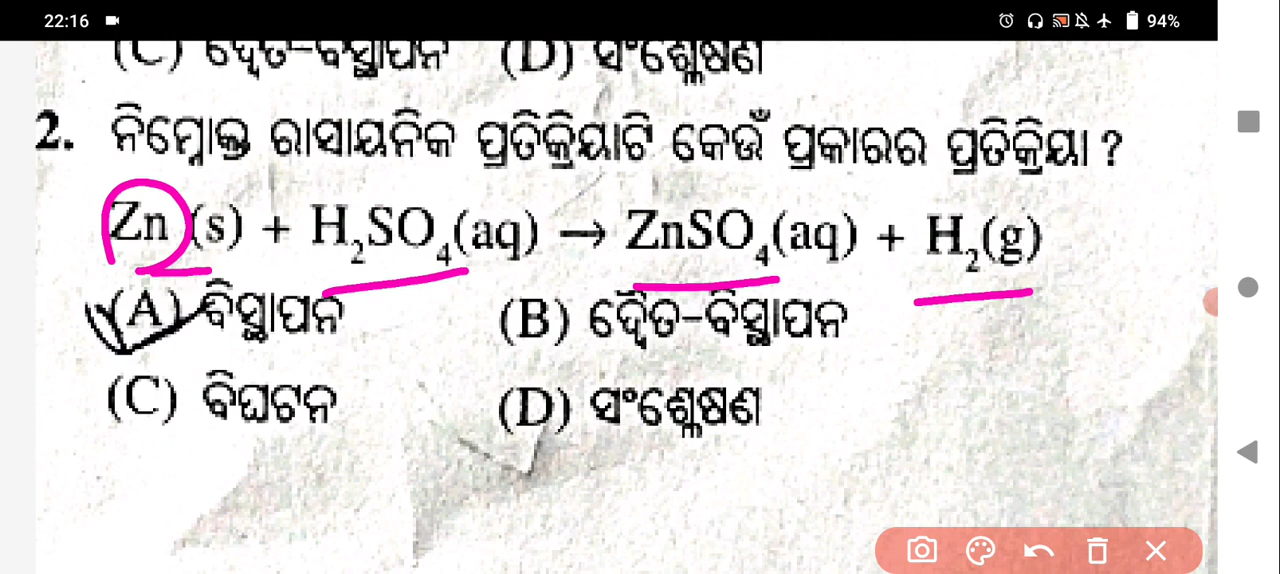 22:16 94%
(C) ଦ୍ୱୈତ-ବିସ୍ଥାପନ (D) ସଂଶ୍ଳେଷଣ
2. ନିମ୍ନୋକ୍ତ ରାସାୟନିକ ପ୍ରତିକ୍ରିୟାଟି କେଉଁ ପ୍ରକାରର ପ୍ରତିକ୍ରିୟା ?
Zn (s) + H₂SO₄(aq) → ZnSO₄(aq) + H₂(g)
(A) ବିସ୍ଥାପନ (B) ଦ୍ୱୈତ-ବିସ୍ଥାପନ
(C) ବିଘଟନ (D) ସଂଶ୍ଳେଷଣ